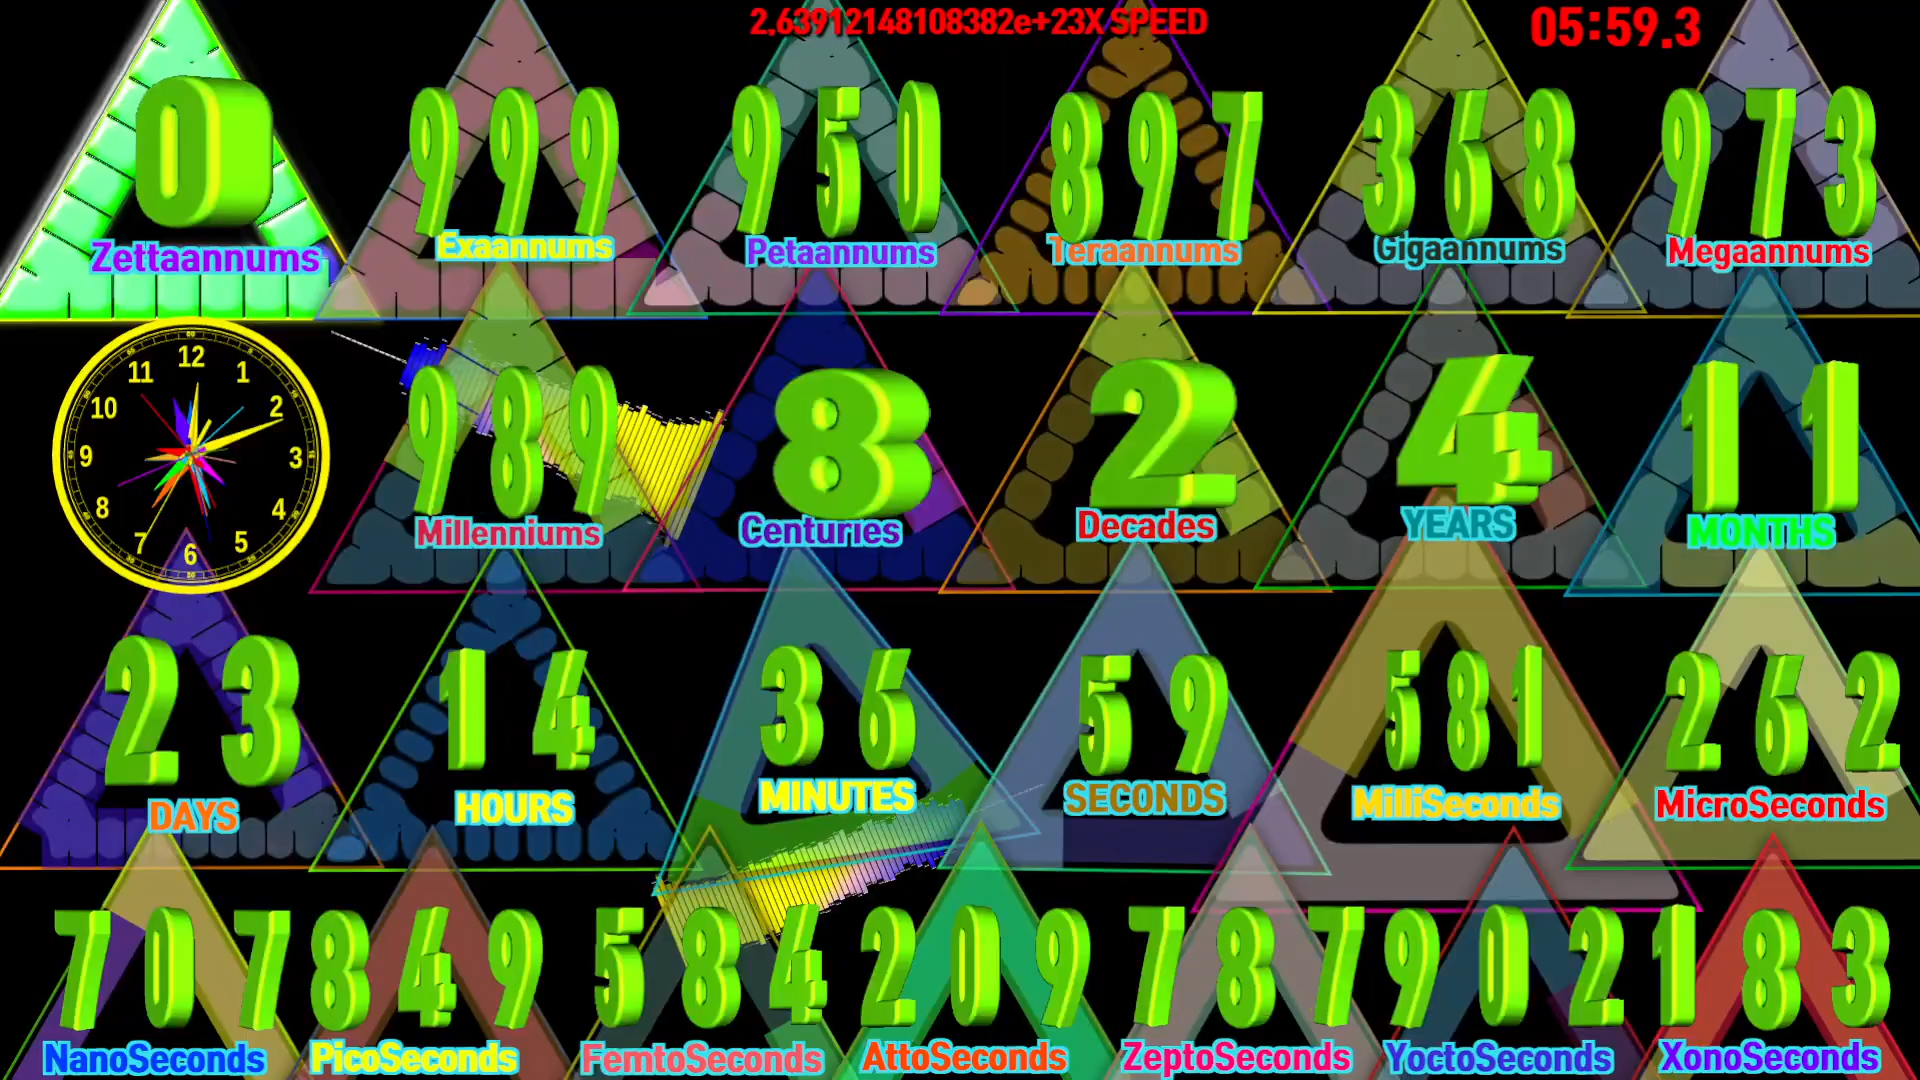 2.63912148108382e+23X SPEED
05:59.3
0 999 950 897 368 973
Zettaannums Exaannums Petaannums Teraannums Gigaannums Megaannums
12 1 2 3 4 5 6 7 8 9 10 11
989 8 2 4 11
Millenniums Centuries Decades YEARS MONTHS
23 14 36 59 581 262
DAYS HOURS MINUTES SECONDS MilliSeconds MicroSeconds
707 849 584 209 787 902 183
NanoSeconds PicoSeconds FemtoSeconds AttoSeconds ZeptoSeconds YoctoSeconds XonoSeconds